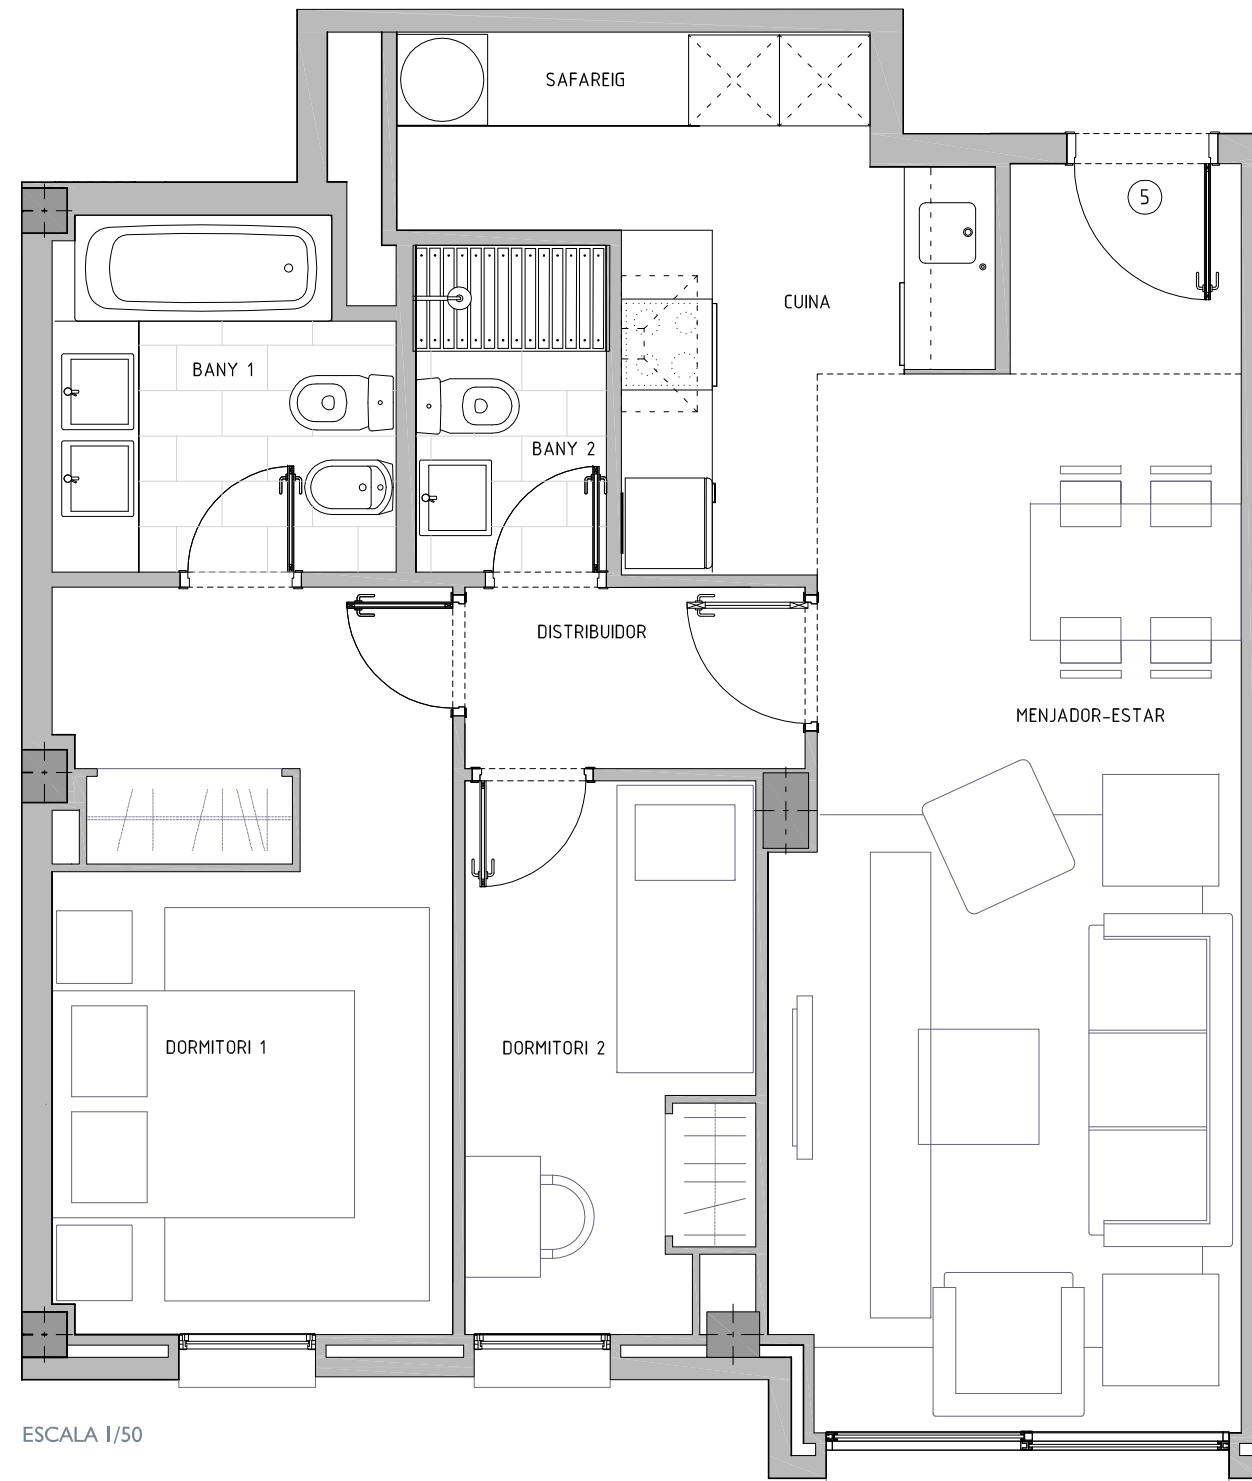 SAFAREIG
5
CUINA
BANY 1
BANY 2
DISTRIBUIDOR
MENJADOR-ESTAR
DORMITORI 1
DORMITORI 2
ESCALA 1/50